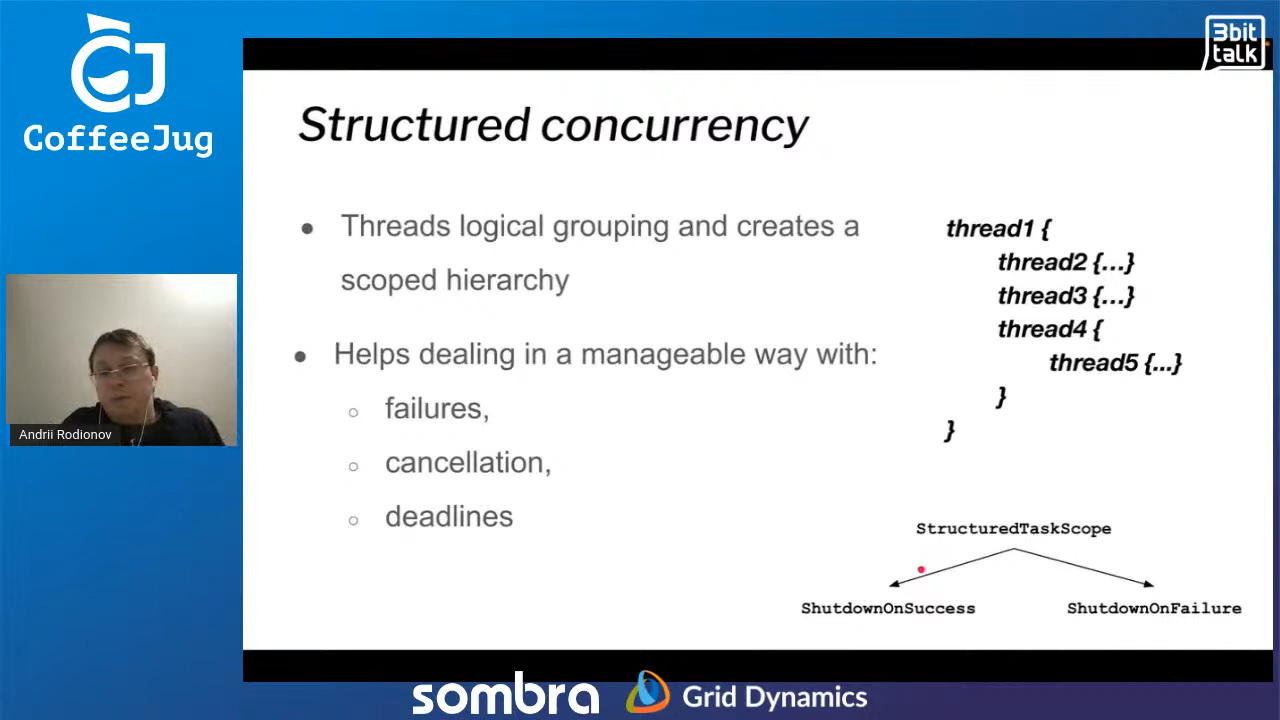 CoffeeJug
3bit
talk
Structured concurrency
● Threads logical grouping and creates a
scoped hierarchy
● Helps dealing in a manageable way with:
○ failures,
○ cancellation,
○ deadlines
thread1 {
thread2 {...}
thread3 {...}
thread4 {
thread5 {...}
}
}
StructuredTaskScope
ShutdownOnSuccess
ShutdownOnFailure
Andrii Rodionov
sombra
Grid Dynamics